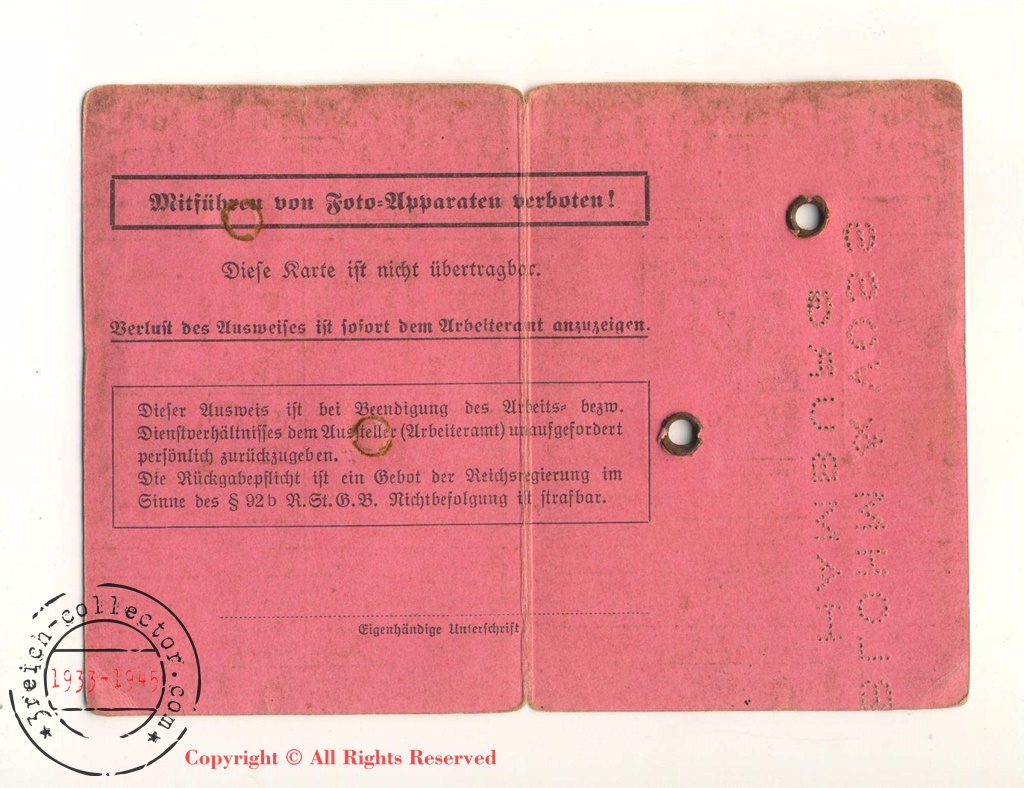 Mitführen von Foto-Apparaten verboten!
Diese Karte ist nicht übertragbar.
Verlust des Ausweises ist sofort dem Arbeiteramt anzuzeigen.
Dieser Ausweis ist bei Beendigung des Arbeits- bezw.
Dienstverhältnisses dem Aussteller (Arbeiteramt) unaufgefordert
persönlich zurückzugeben.
Die Rückgabepflicht ist ein Gebot der Reichsregierung im
Sinne des § 92 b R.St.G.B. Nichtbefolgung ist strafbar.
Eigenhändige Unterschrift
BLOHM & VOSS
HAMBURG
3reich-collector.com
1933-1945
Copyright © All Rights Reserved